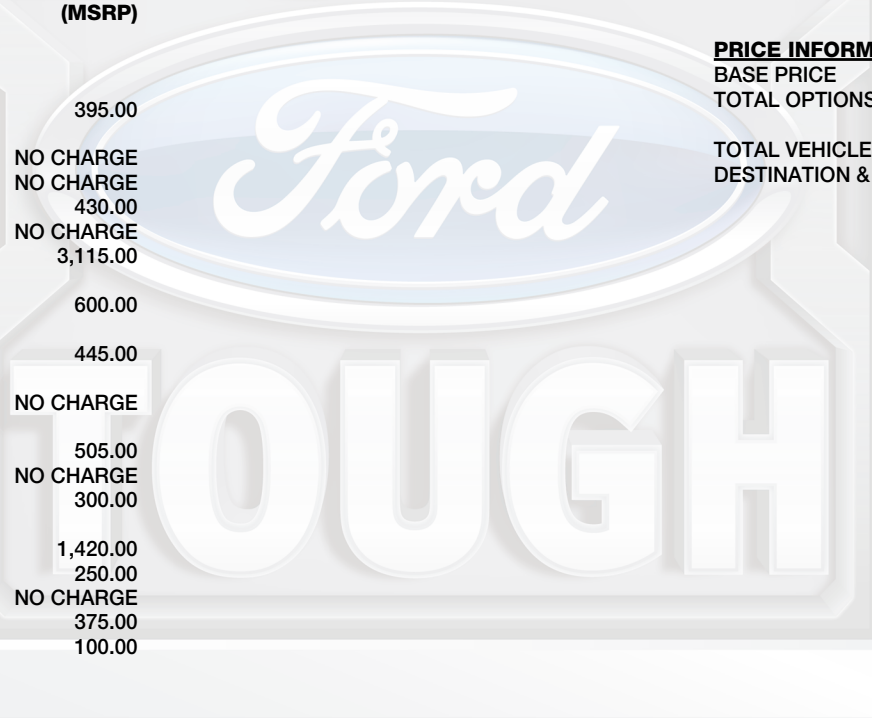 (MSRP)
PRICE INFORM
BASE PRICE
TOTAL OPTIONS
TOTAL VEHICLE
DESTINATION &
395.00
NO CHARGE
NO CHARGE
430.00
NO CHARGE
3,115.00
600.00
445.00
NO CHARGE
505.00
NO CHARGE
300.00
1,420.00
250.00
NO CHARGE
375.00
100.00
Ford
TOUGH